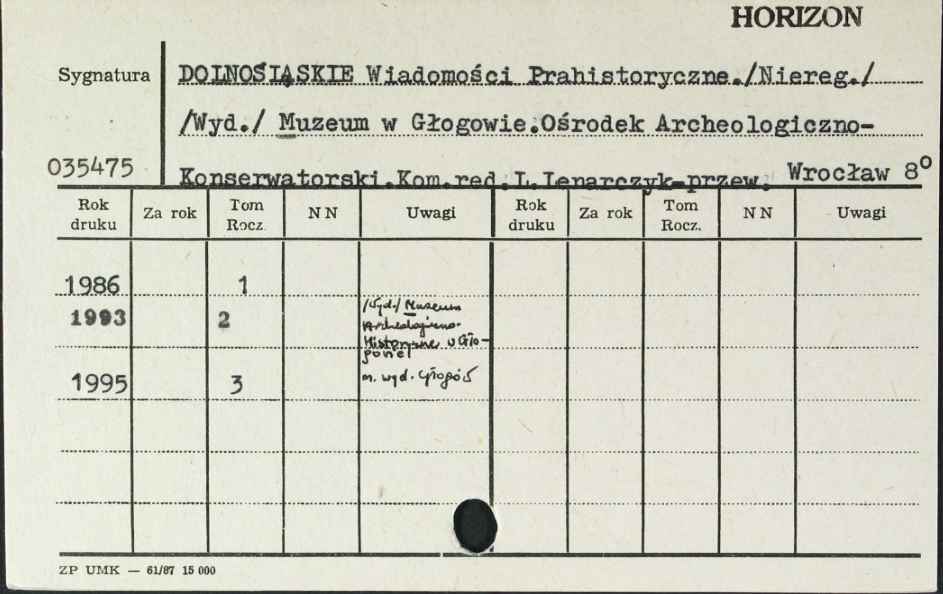 HORIZON
Sygnatura DOLNOŚLĄSKIE Wiadomości Prahistoryczne./Niereg./
/Wyd./ Muzeum w Głogowie.Ośrodek Archeologiczno-
035475 Konserwatorski.Kom.red.L.Lenarczyk-przew. Wrocław 8°
Rok druku Za rok Tom Rocz. NN Uwagi Rok druku Za rok Tom Rocz. NN Uwagi
1986 1
1993 2 /Wyd./ Muzeum
Archeologiczno-
Historyczne w Gło-
gowie/
1995 3 m. wyd. Głogów
ZP UMK — 61/87 15 000